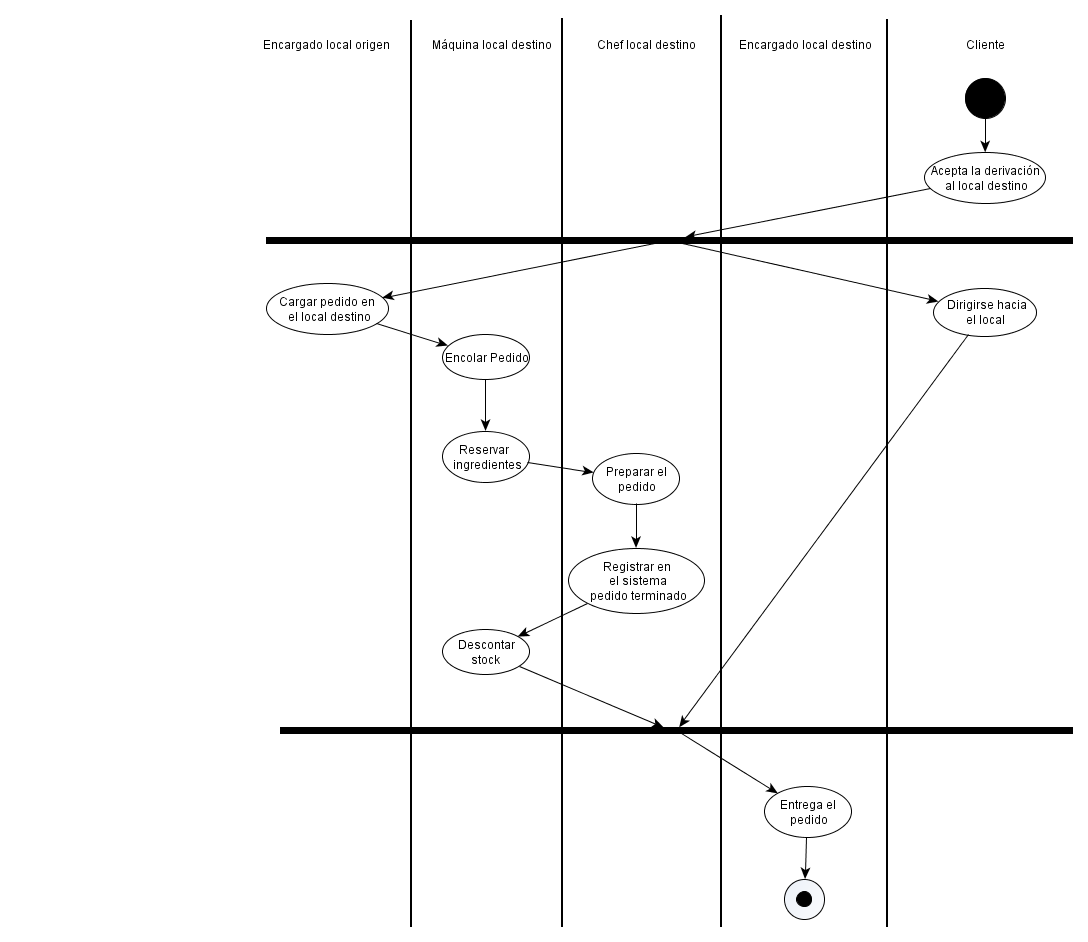 Encargado local origen
Máquina local destino
Chef local destino
Encargado local destino
Cliente
Acepta la derivación
al local destino
Cargar pedido en
el local destino
Dirigirse hacia
el local
Encolar Pedido
Reservar
ingredientes
Preparar el
pedido
Registrar en
el sistema
pedido terminado
Descontar
stock
Entrega el
pedido